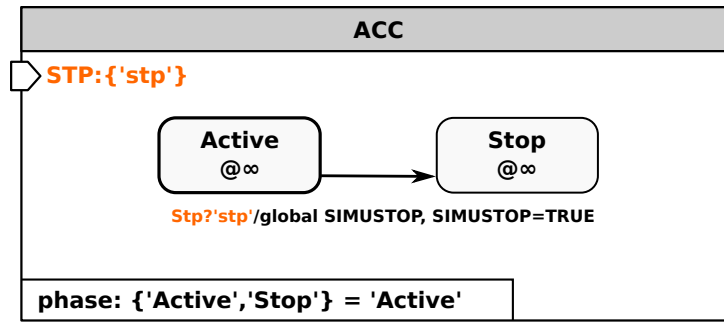 ACC
STP:{'stp'}
Active
@∞
Stop
@∞
Stp?'stp'/global SIMUSTOP, SIMUSTOP=TRUE
phase: {'Active','Stop'} = 'Active'